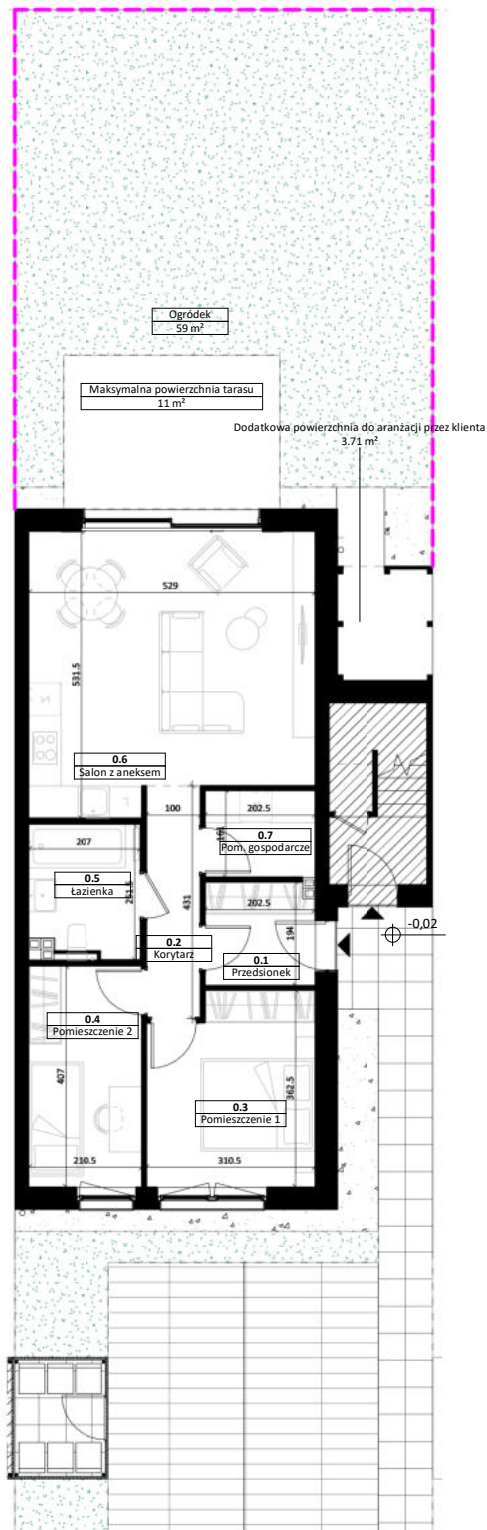 Ogródek
59 m²
Maksymalna powierzchnia tarasu
11 m²
Dodatkowa powierzchnia do aranżacji przez klienta
3.71 m²
529
531.5
0.6
Salon z aneksem
100
202.5
0.7
Pom. gospodarcze
207
0.5
Łazienka
251.5
431
202.5
-0,02
0.2
Korytarz
194
0.1
Przedsionek
0.4
Pomieszczenie 2
407
362.5
0.3
Pomieszczenie 1
210.5
310.5